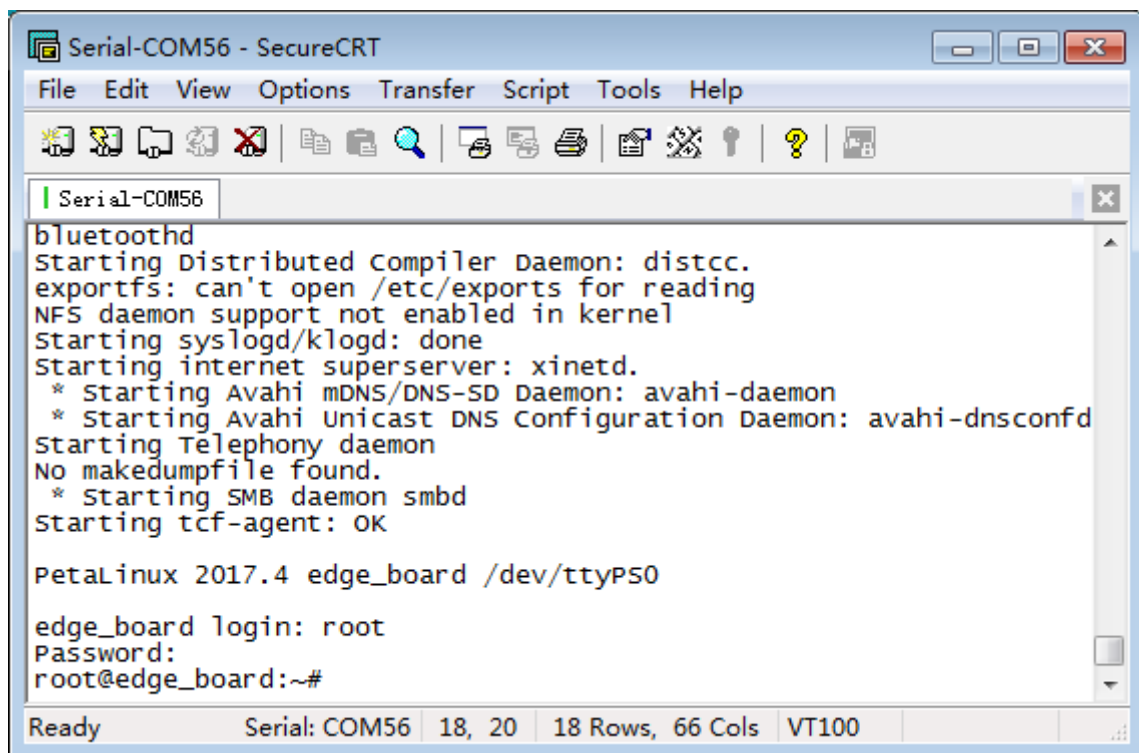 Serial-COM56 - SecureCRT
File Edit View Options Transfer Script Tools Help
Serial-COM56
bluetoothd
Starting Distributed Compiler Daemon: distcc.
exportfs: can't open /etc/exports for reading
NFS daemon support not enabled in kernel
Starting syslogd/klogd: done
Starting internet superserver: xinetd.
 * Starting Avahi mDNS/DNS-SD Daemon: avahi-daemon
 * Starting Avahi Unicast DNS Configuration Daemon: avahi-dnsconfd
Starting Telephony daemon
No makedumpfile found.
 * Starting SMB daemon smbd
Starting tcf-agent: OK
PetaLinux 2017.4 edge_board /dev/ttyPS0
edge_board login: root
Password:
root@edge_board:~#
Ready Serial: COM56 18, 20 18 Rows, 66 Cols VT100